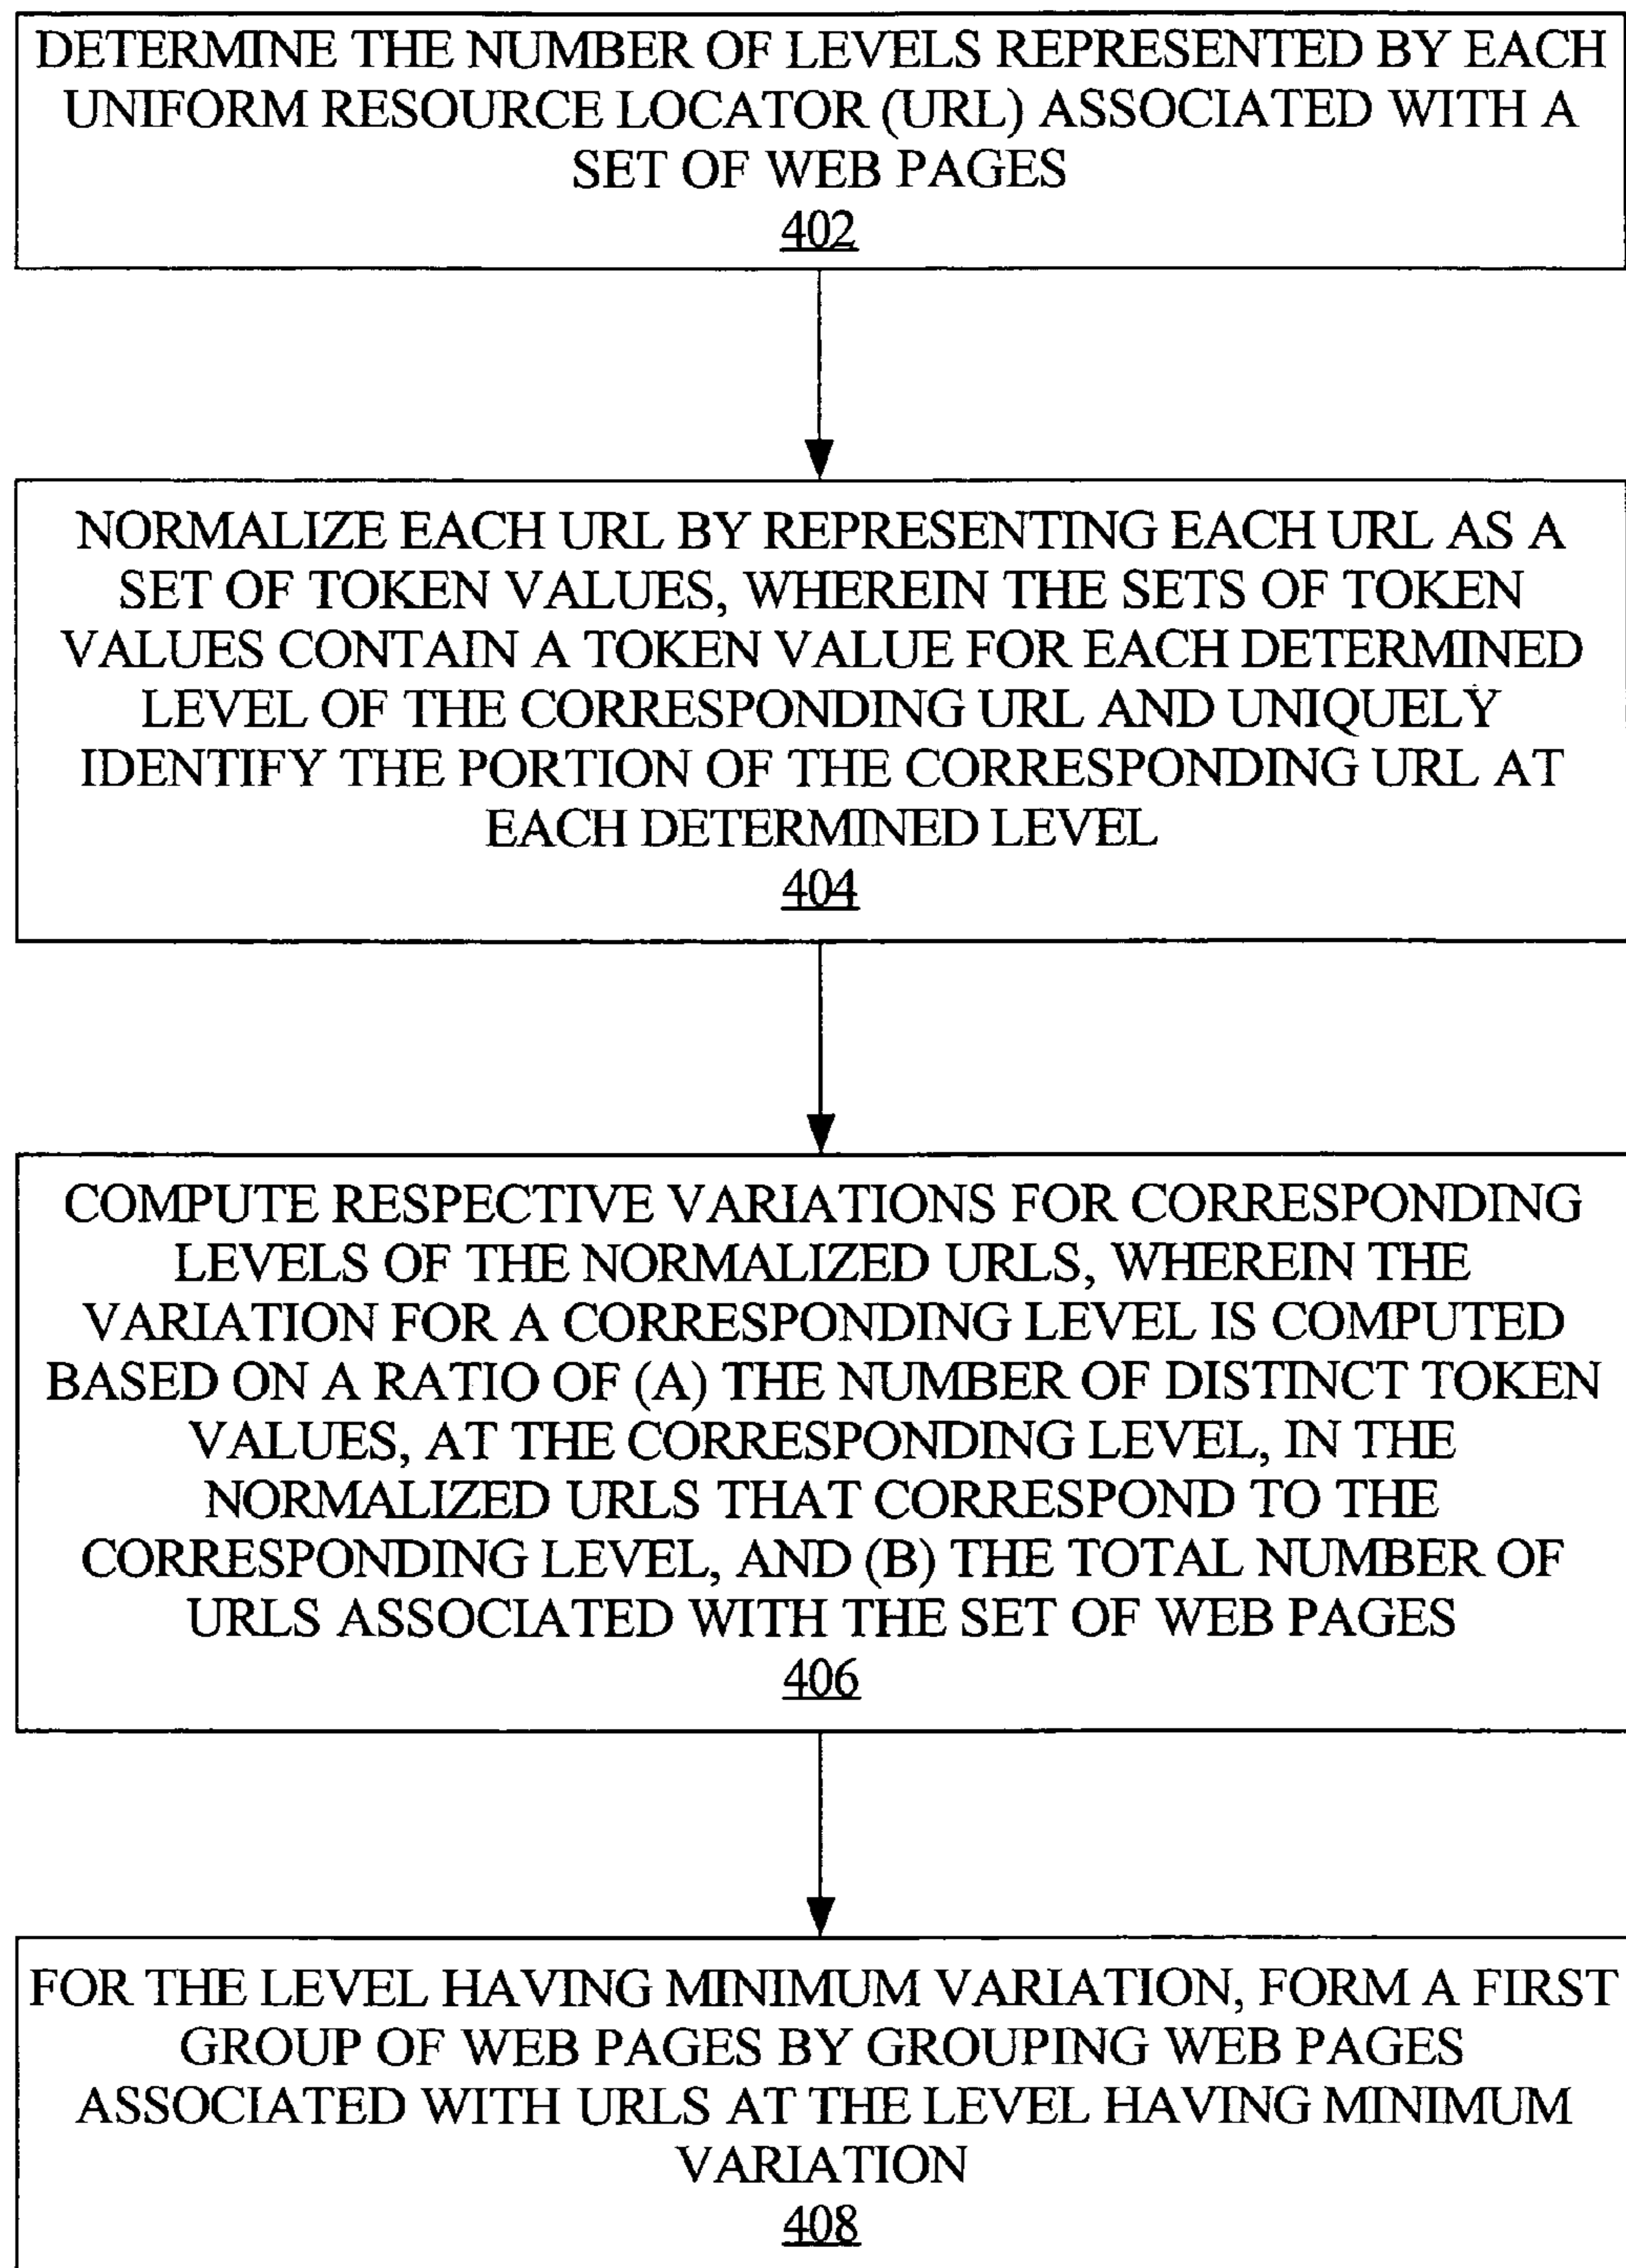 DETERMINE THE NUMBER OF LEVELS REPRESENTED BY EACH
UNIFORM RESOURCE LOCATOR (URL) ASSOCIATED WITH A
SET OF WEB PAGES
402
NORMALIZE EACH URL BY REPRESENTING EACH URL AS A
SET OF TOKEN VALUES, WHEREIN THE SETS OF TOKEN
VALUES CONTAIN A TOKEN VALUE FOR EACH DETERMINED
LEVEL OF THE CORRESPONDING URL AND UNIQUELY
IDENTIFY THE PORTION OF THE CORRESPONDING URL AT
EACH DETERMINED LEVEL
404
COMPUTE RESPECTIVE VARIATIONS FOR CORRESPONDING
LEVELS OF THE NORMALIZED URLS, WHEREIN THE
VARIATION FOR A CORRESPONDING LEVEL IS COMPUTED
BASED ON A RATIO OF (A) THE NUMBER OF DISTINCT TOKEN
VALUES, AT THE CORRESPONDING LEVEL, IN THE
NORMALIZED URLS THAT CORRESPOND TO THE
CORRESPONDING LEVEL, AND (B) THE TOTAL NUMBER OF
URLS ASSOCIATED WITH THE SET OF WEB PAGES
406
FOR THE LEVEL HAVING MINIMUM VARIATION, FORM A FIRST
GROUP OF WEB PAGES BY GROUPING WEB PAGES
ASSOCIATED WITH URLS AT THE LEVEL HAVING MINIMUM
VARIATION
408